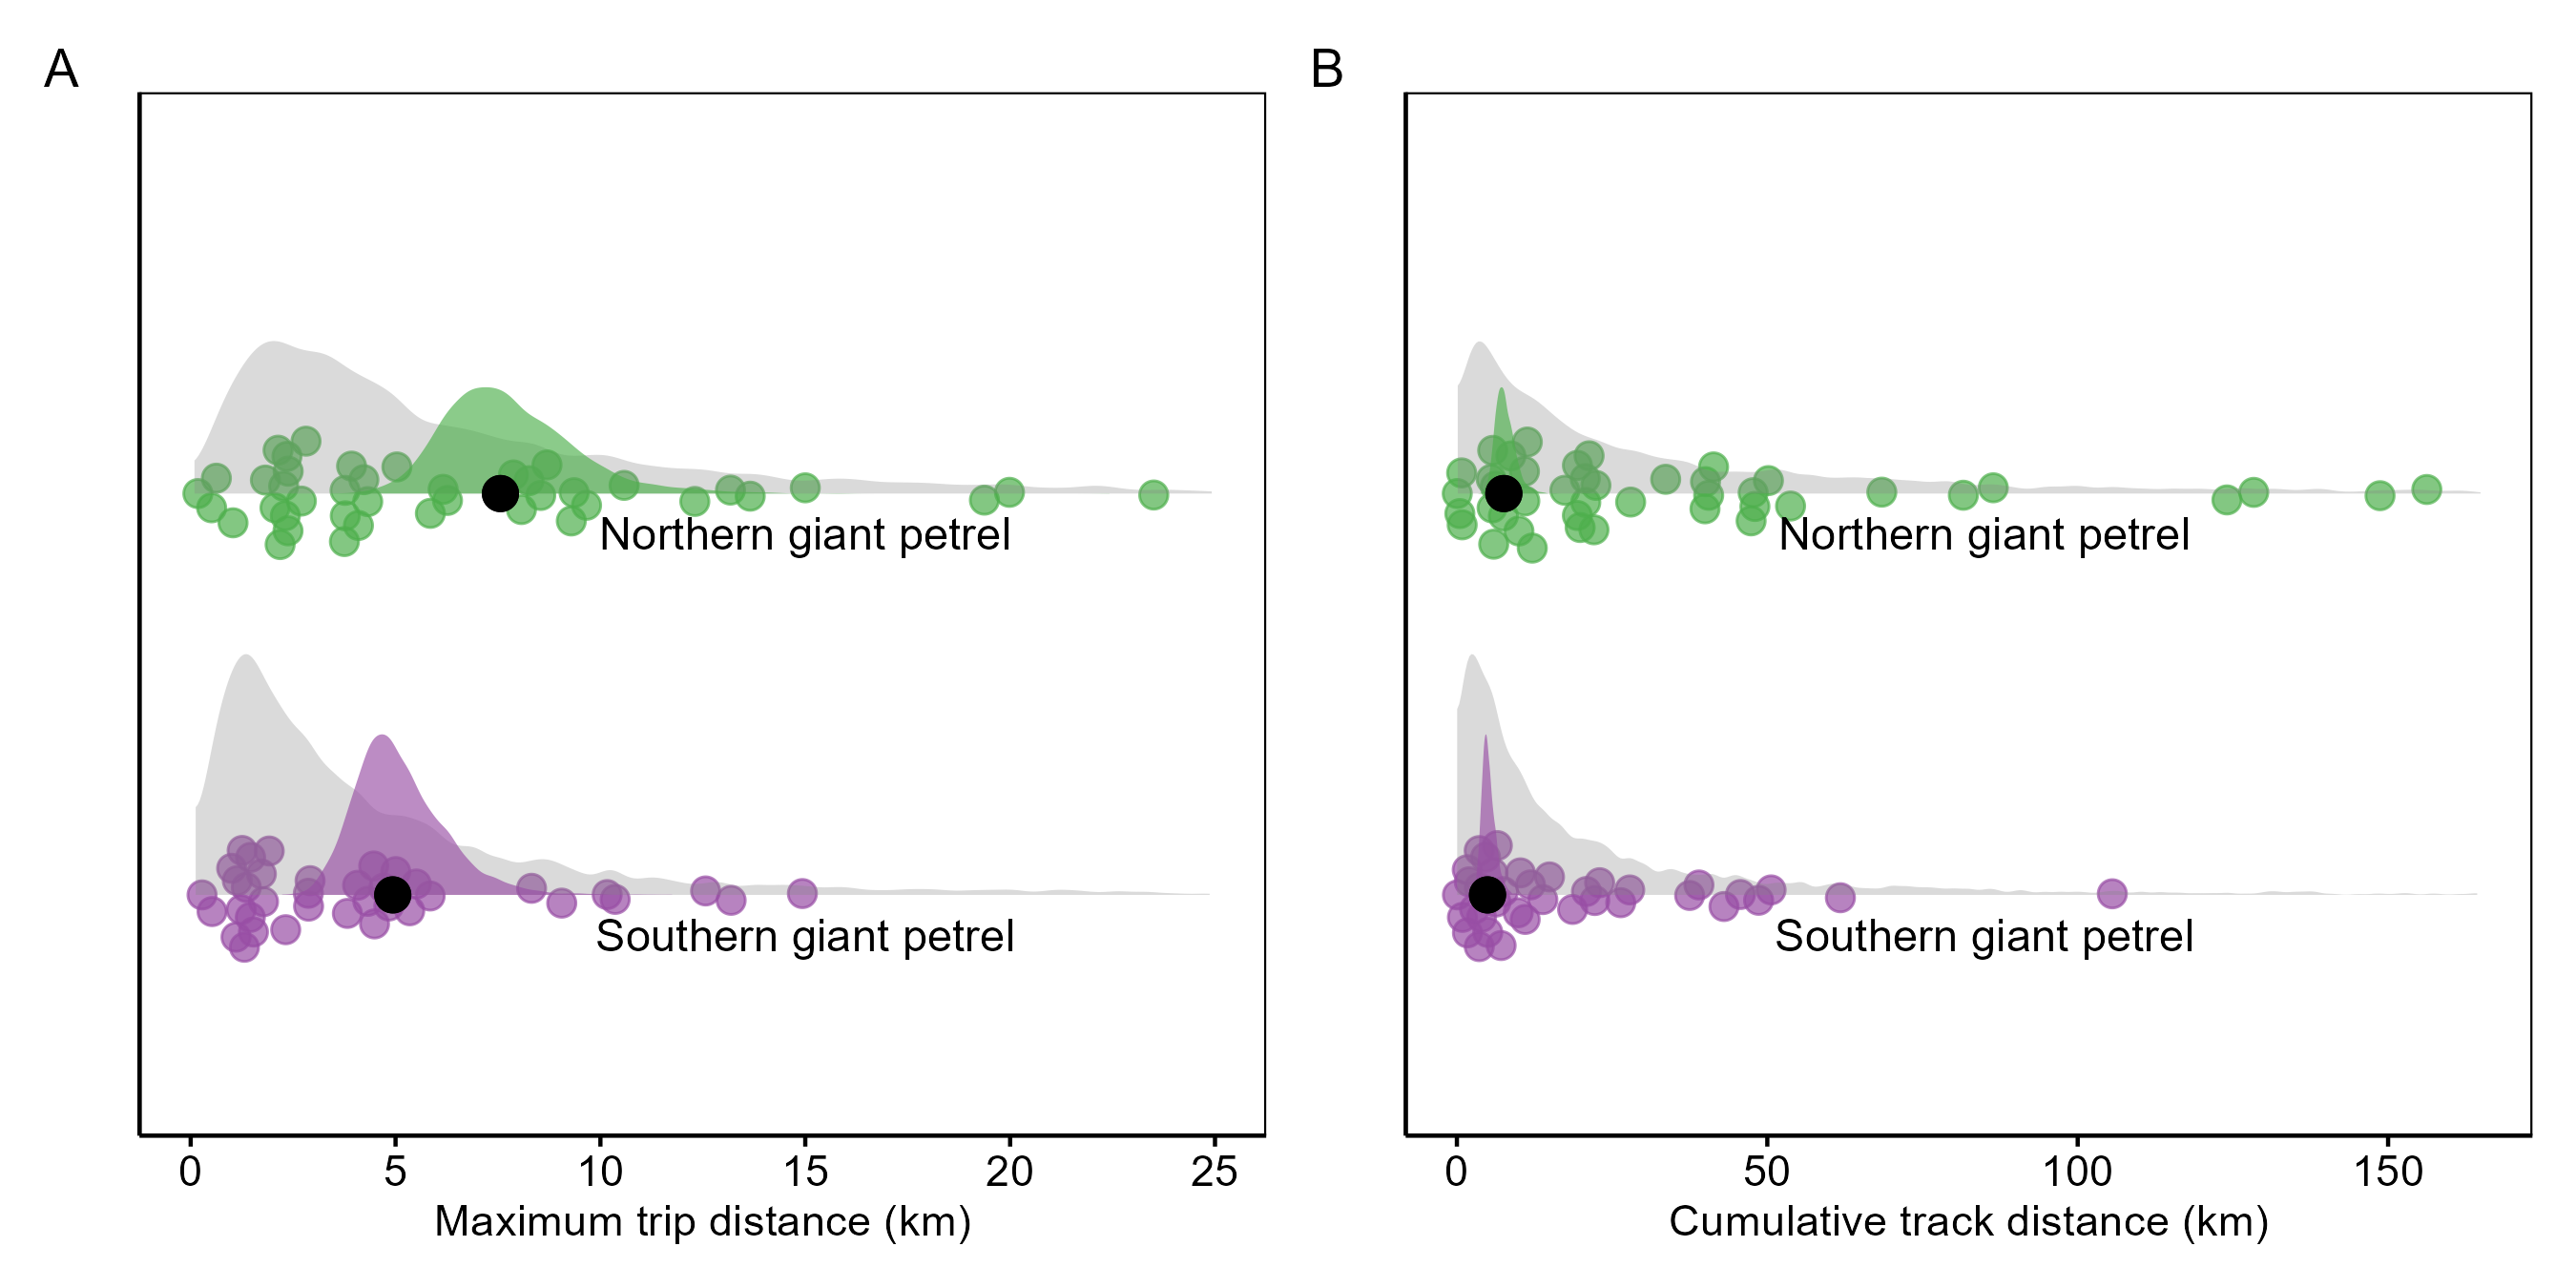 A
Northern giant petrel
Southern giant petrel
0 5 10 15 20 25
Maximum trip distance (km)
B
Northern giant petrel
Southern giant petrel
0 50 100 150
Cumulative track distance (km)